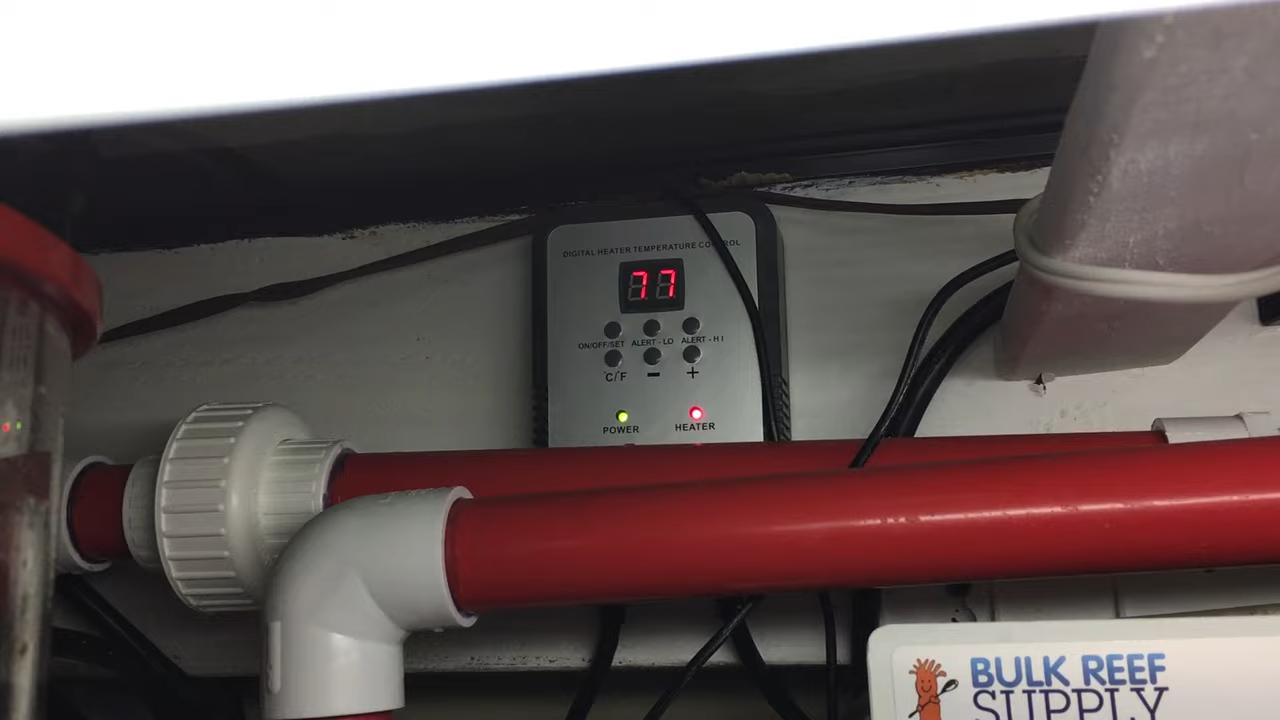 DIGITAL HEATER TEMPERATURE CONTROL
77
ON/OFF/SET ALERT - LO ALERT - HI
°C/°F − +
POWER HEATER
BULK REEF
SUPPLY